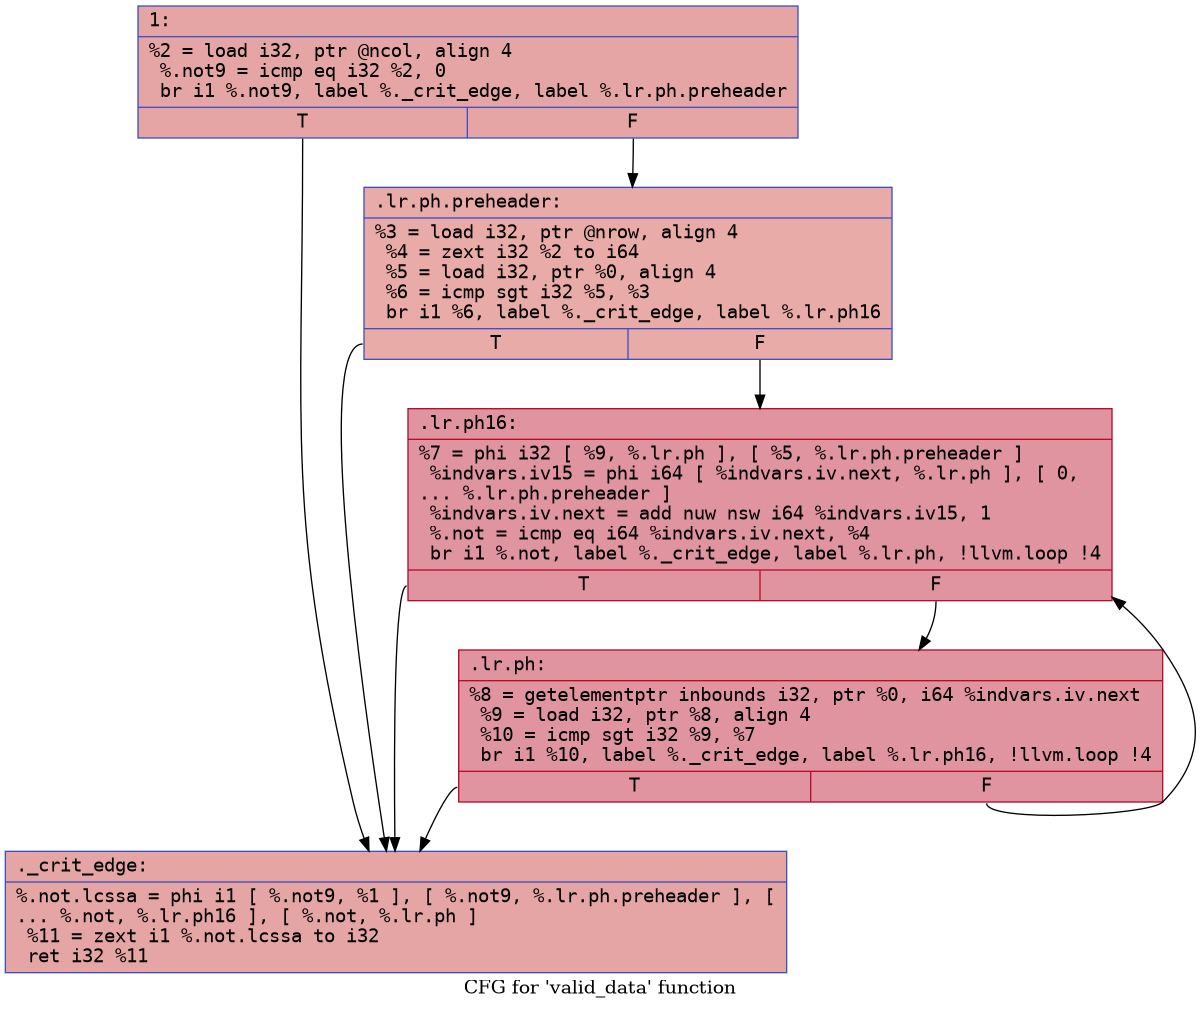 1:
%2 = load i32, ptr @ncol, align 4
%.not9 = icmp eq i32 %2, 0
br i1 %.not9, label %._crit_edge, label %.lr.ph.preheader
T F
.lr.ph.preheader:
%3 = load i32, ptr @nrow, align 4
%4 = zext i32 %2 to i64
%5 = load i32, ptr %0, align 4
%6 = icmp sgt i32 %5, %3
br i1 %6, label %._crit_edge, label %.lr.ph16
T F
.lr.ph16:
%7 = phi i32 [ %9, %.lr.ph ], [ %5, %.lr.ph.preheader ]
%indvars.iv15 = phi i64 [ %indvars.iv.next, %.lr.ph ], [ 0,
... %.lr.ph.preheader ]
%indvars.iv.next = add nuw nsw i64 %indvars.iv15, 1
%.not = icmp eq i64 %indvars.iv.next, %4
br i1 %.not, label %._crit_edge, label %.lr.ph, !llvm.loop !4
T F
.lr.ph:
%8 = getelementptr inbounds i32, ptr %0, i64 %indvars.iv.next
%9 = load i32, ptr %8, align 4
%10 = icmp sgt i32 %9, %7
br i1 %10, label %._crit_edge, label %.lr.ph16, !llvm.loop !4
T F
._crit_edge:
%.not.lcssa = phi i1 [ %.not9, %1 ], [ %.not9, %.lr.ph.preheader ], [
... %.not, %.lr.ph16 ], [ %.not, %.lr.ph ]
%11 = zext i1 %.not.lcssa to i32
ret i32 %11
CFG for 'valid_data' function